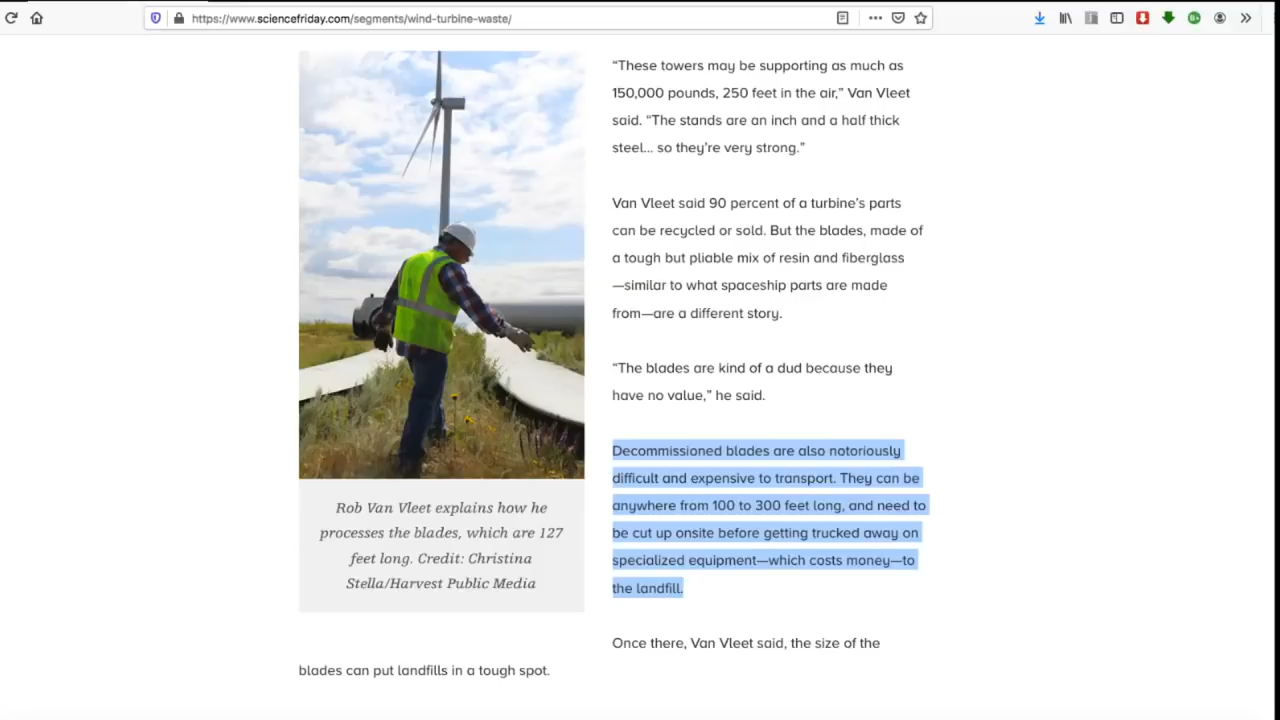 https://www.sciencefriday.com/segments/wind-turbine-waste/
“These towers may be supporting as much as
150,000 pounds, 250 feet in the air,” Van Vleet
said. “The stands are an inch and a half thick
steel… so they’re very strong.”
Van Vleet said 90 percent of a turbine’s parts
can be recycled or sold. But the blades, made of
a tough but pliable mix of resin and fiberglass
—similar to what spaceship parts are made
from—are a different story.
“The blades are kind of a dud because they
have no value,” he said.
Rob Van Vleet explains how he
processes the blades, which are 127
feet long. Credit: Christina
Stella/Harvest Public Media
Decommissioned blades are also notoriously
difficult and expensive to transport. They can be
anywhere from 100 to 300 feet long, and need to
be cut up onsite before getting trucked away on
specialized equipment—which costs money—to
the landfill.
Once there, Van Vleet said, the size of the
blades can put landfills in a tough spot.